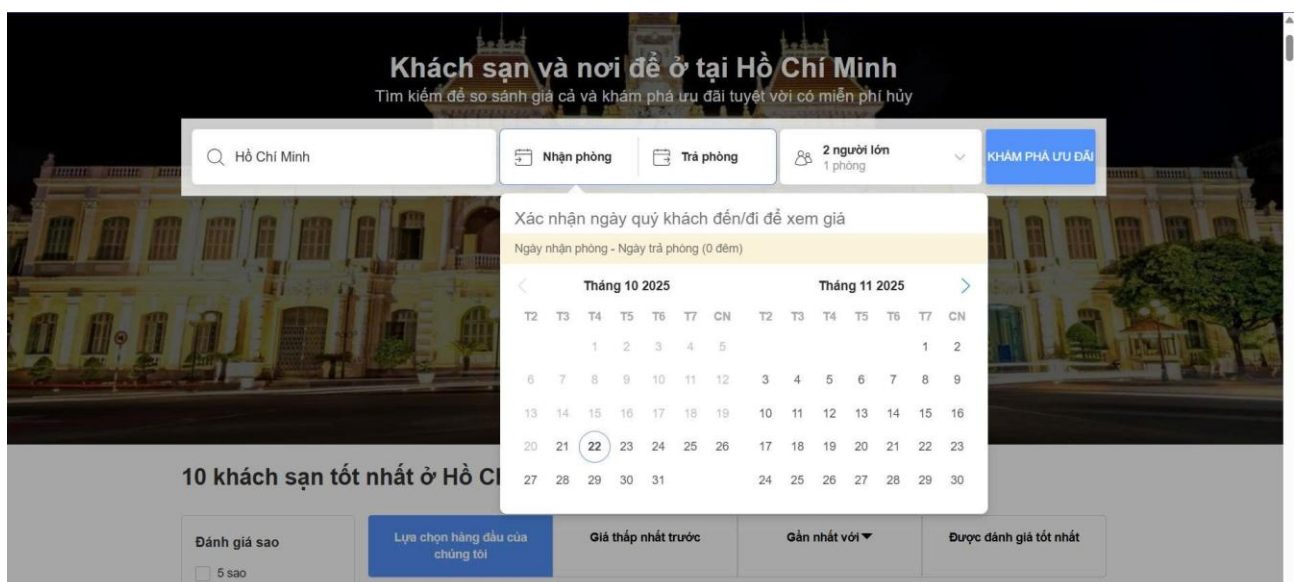 Khách sạn và nơi để ở tại Hồ Chí Minh
Tìm kiếm để so sánh giá cả và khám phá ưu đãi tuyệt vời có miễn phí hủy
Hồ Chí Minh
Nhận phòng
Trả phòng
2 người lớn
1 phòng
KHÁM PHÁ ƯU ĐÃI
Xác nhận ngày quý khách đến/đi để xem giá
Ngày nhận phòng - Ngày trả phòng (0 đêm)
Tháng 10 2025
T2 T3 T4 T5 T6 T7 CN
1 2 3 4 5
6 7 8 9 10 11 12
13 14 15 16 17 18 19
20 21 22 23 24 25 26
27 28 29 30 31
Tháng 11 2025
T2 T3 T4 T5 T6 T7 CN
1 2
3 4 5 6 7 8 9
10 11 12 13 14 15 16
17 18 19 20 21 22 23
24 25 26 27 28 29 30
10 khách sạn tốt nhất ở Hồ
Đánh giá sao
5 sao
Lựa chọn hàng đầu của
chúng tôi
Giá thấp nhất trước
Gần nhất với
Được đánh giá tốt nhất